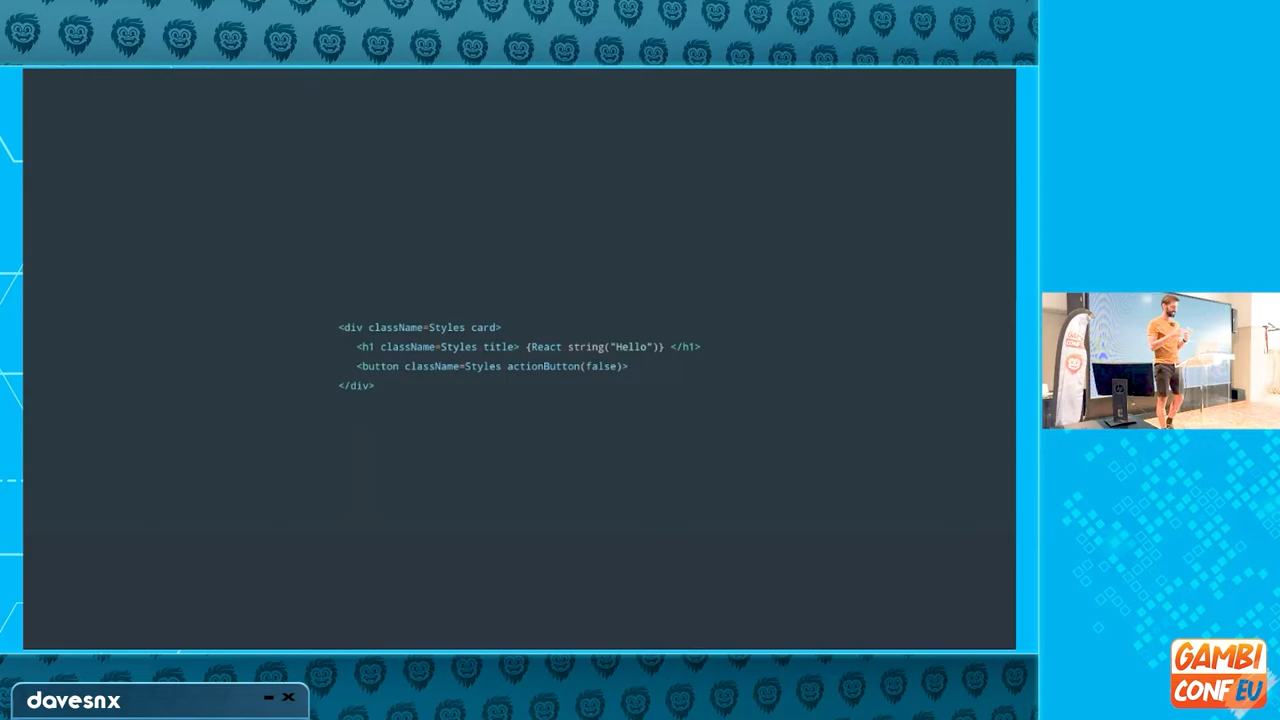 <div className=Styles card>
<h1 className=Styles title> {React string("Hello")} </h1>
<button className=Styles actionButton(false)>
</div>
davesnx
GAMBI
CONF EU